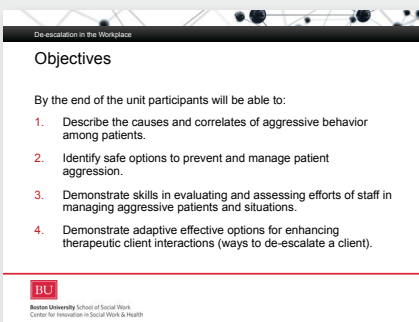 De-escalation in the Workplace
Objectives
By the end of the unit participants will be able to:
1. Describe the causes and correlates of aggressive behavior
among patients.
2. Identify safe options to prevent and manage patient
aggression.
3. Demonstrate skills in evaluating and assessing efforts of staff in
managing aggressive patients and situations.
4. Demonstrate adaptive effective options for enhancing
therapeutic client interactions (ways to de-escalate a client).
BU
Boston University School of Social Work
Center for Innovation in Social Work & Health